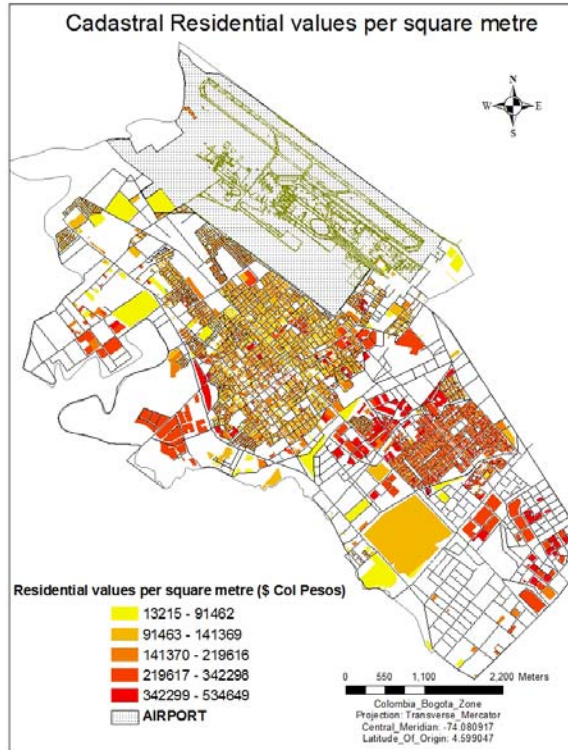 Cadastral Residential values per square metre
N
W E
S
Residential values per square metre ($ Col Pesos)
13215 - 91462
91463 - 141369
141370 - 219616
219617 - 342298
342299 - 534649
AIRPORT
0 550 1,100 2,200 Meters
Colombia_Bogota_Zone
Projection: Transverse_Mercator
Central_Meridian: -74.080917
Latitude_Of_Origin: 4.599047